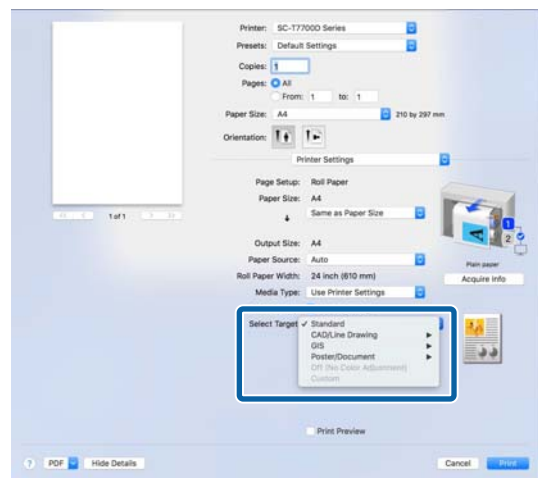 Printer: SC-T7700D Series
Presets: Default Settings
Copies: 1
Pages: All
From: 1 to: 1
Paper Size: A4 210 by 297 mm
Orientation:
Printer Settings
Page Setup: Roll Paper
Paper Size: A4
Same as Paper Size
Output Size: A4
Paper Source: Auto
Roll Paper Width: 24 inch (610 mm)
Media Type: Use Printer Settings
1 of 1
1
2
Plain paper
Acquire Info
Select Target ✓ Standard
CAD/Line Drawing
GIS
Poster/Document
Off (No Color Adjustment)
Custom
Print Preview
? PDF Hide Details Cancel Print